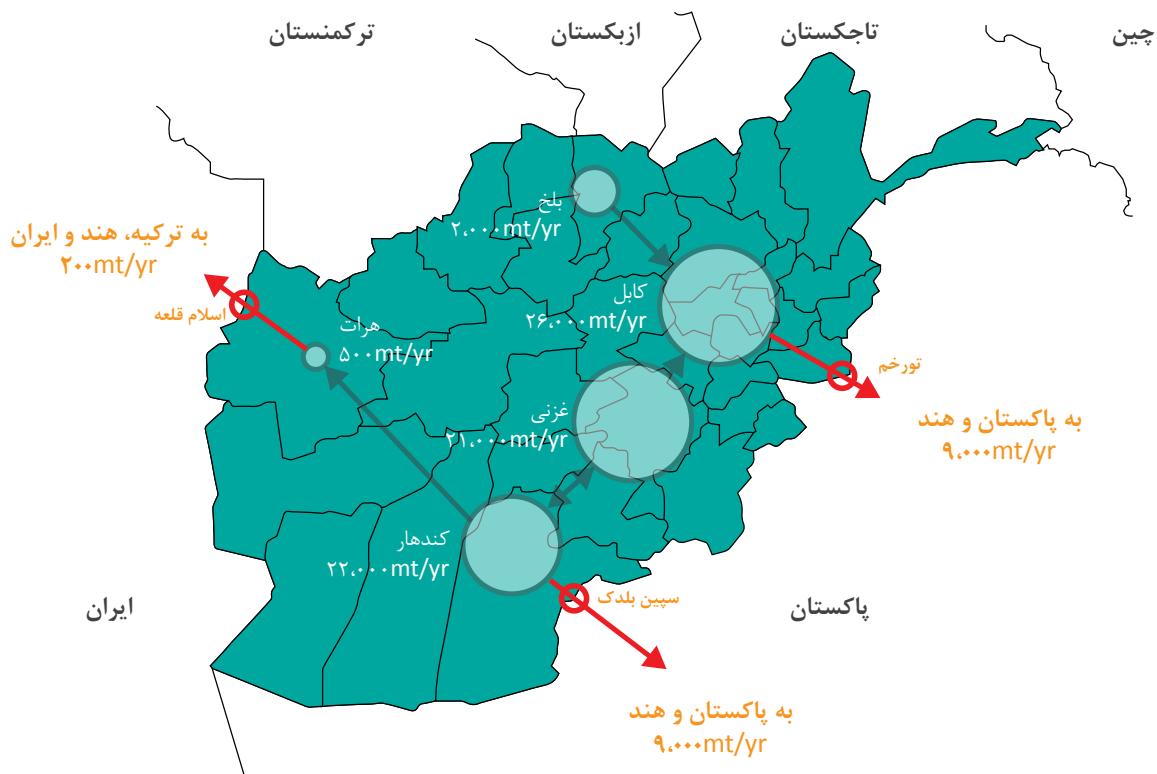 چین
تاجکستان
ازبکستان
ترکمنستان
بلخ
۲،۰۰۰mt/yr
به ترکیه، هند و ایران
۲۰۰mt/yr
اسلام قلعه
کابل
۲۶،۰۰۰mt/yr
هرات
۵۰۰mt/yr
تورخم
غزنی
۲۱،۰۰۰mt/yr
به پاکستان و هند
۹،۰۰۰mt/yr
کندهار
۲۲،۰۰۰mt/yr
سپین بلدک
پاکستان
ایران
به پاکستان و هند
۹،۰۰۰mt/yr